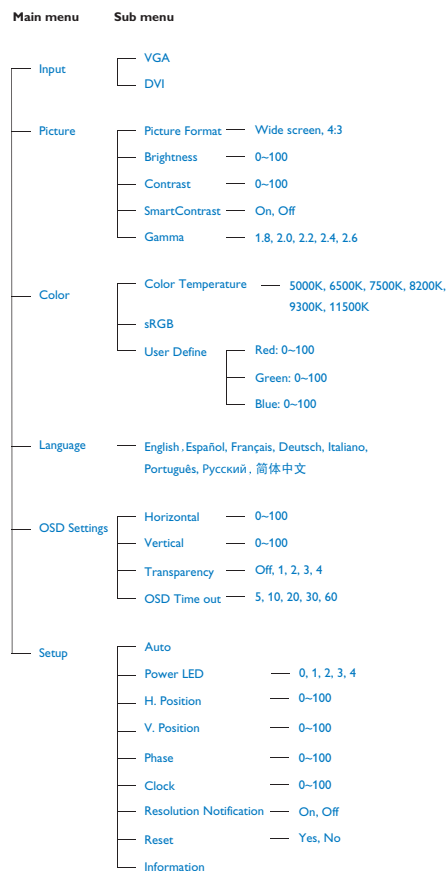 Main menu Sub menu
Input
VGA
DVI
Picture
Picture Format Wide screen, 4:3
Brightness 0~100
Contrast 0~100
SmartContrast On, Off
Gamma 1.8, 2.0, 2.2, 2.4, 2.6
Color
Color Temperature 5000K, 6500K, 7500K, 8200K,
9300K, 11500K
sRGB
User Define Red: 0~100
Green: 0~100
Blue: 0~100
Language English , Español, Français, Deutsch, Italiano,
Português, Русский , 简体中文
OSD Settings
Horizontal 0~100
Vertical 0~100
Transparency Off, 1, 2, 3, 4
OSD Time out 5, 10, 20, 30, 60
Setup
Auto
Power LED 0, 1, 2, 3, 4
H. Position 0~100
V. Position 0~100
Phase 0~100
Clock 0~100
Resolution Notification On, Off
Reset Yes, No
Information